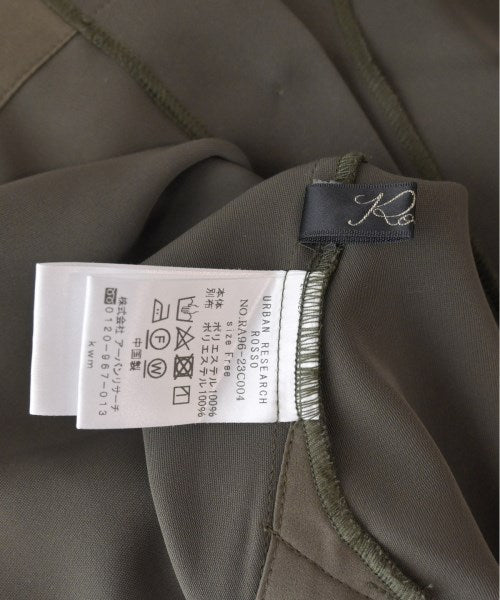 Ro
URBAN RESEARCH
ROSSO
NO.RA96-23C004
size Free
本体 ポリエステル100%
別布 ポリエステル100%
F W
中国製
株式会社 アーバンリサーチ
0120-967-013
kwm